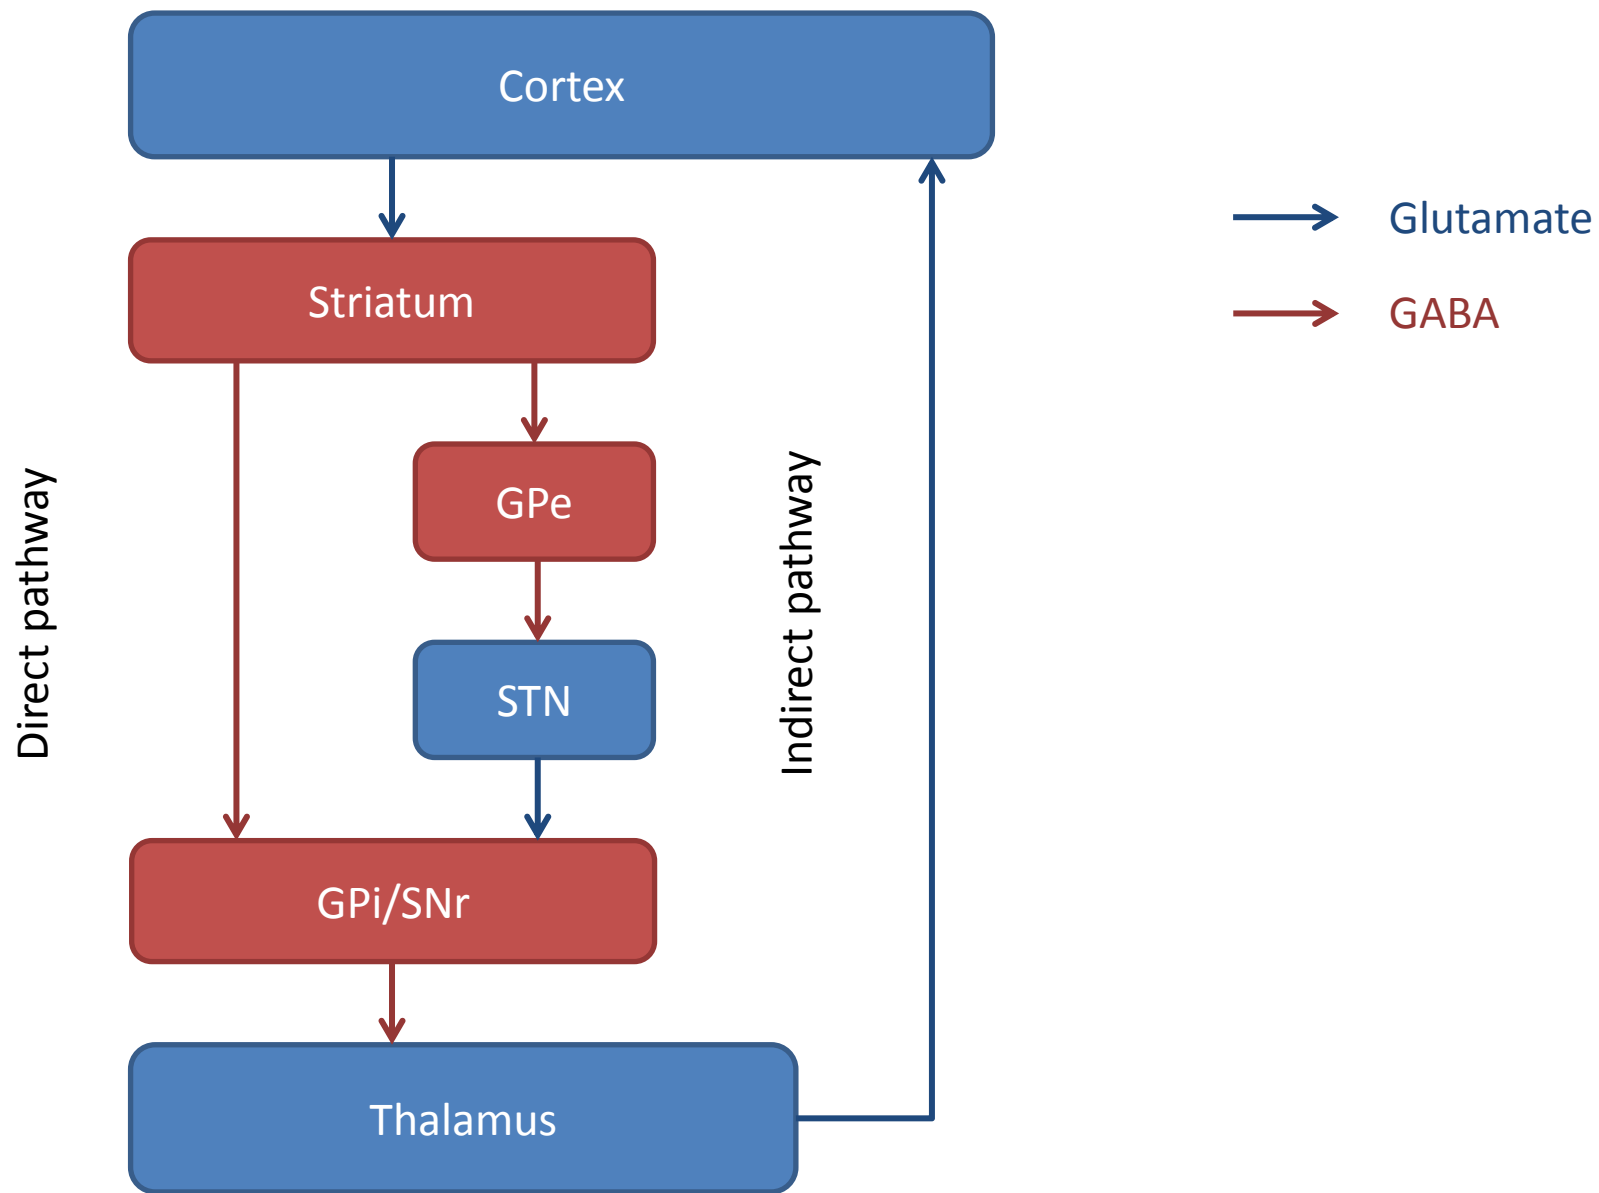 Cortex
Glutamate
GABA
Striatum
Direct pathway
GPe
Indirect pathway
STN
GPi/SNr
Thalamus